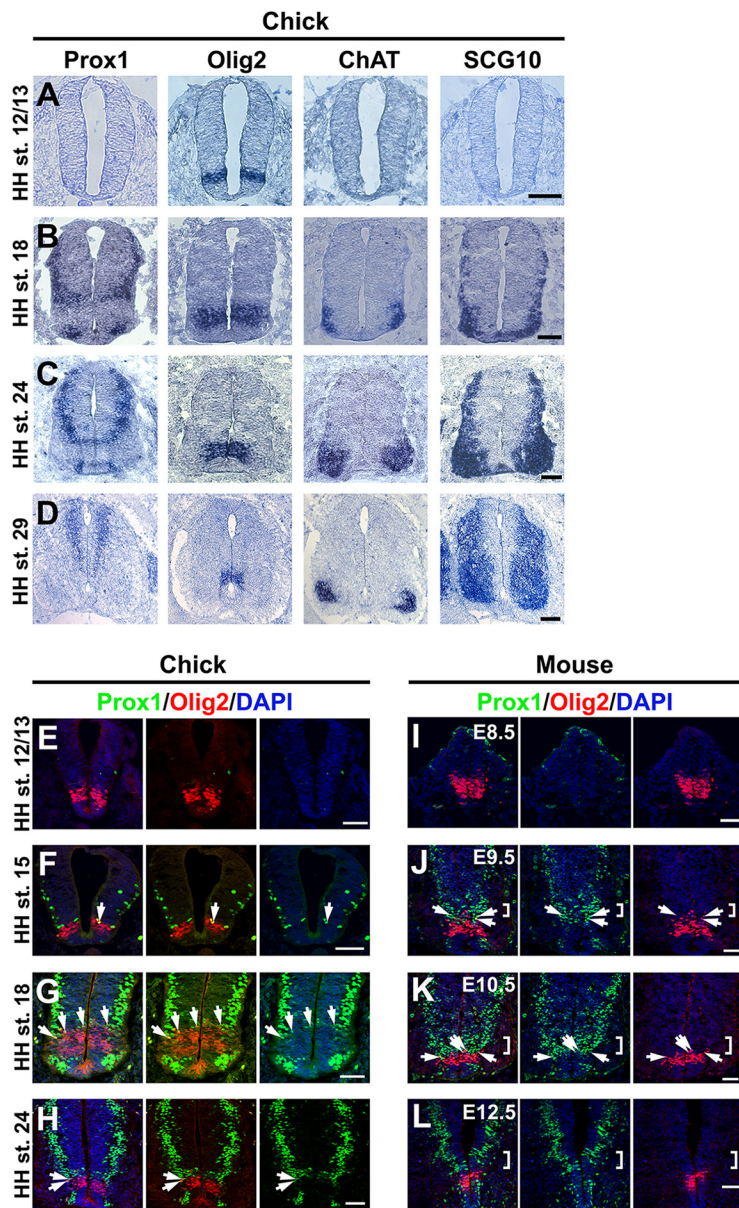 Chick
Prox1 Olig2 ChAT SCG10
A
HH st. 12/13
B
HH st. 18
C
HH st. 24
D
HH st. 29
Chick
Prox1/Olig2/DAPI
E
HH st. 12/13
F
HH st. 15
G
HH st. 18
H
HH st. 24
Mouse
Prox1/Olig2/DAPI
I E8.5
J E9.5
K E10.5
L E12.5